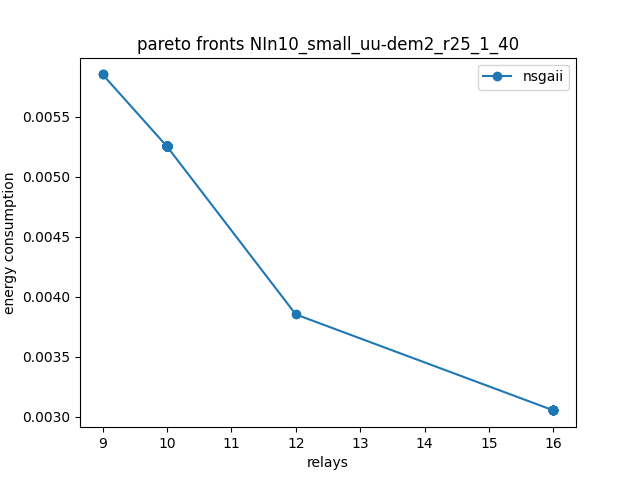 pareto fronts NIn10_small_uu-dem2_r25_1_40
nsgaii
energy consumption
0.0055
0.0050
0.0045
0.0040
0.0035
0.0030
9 10 11 12 13 14 15 16
relays